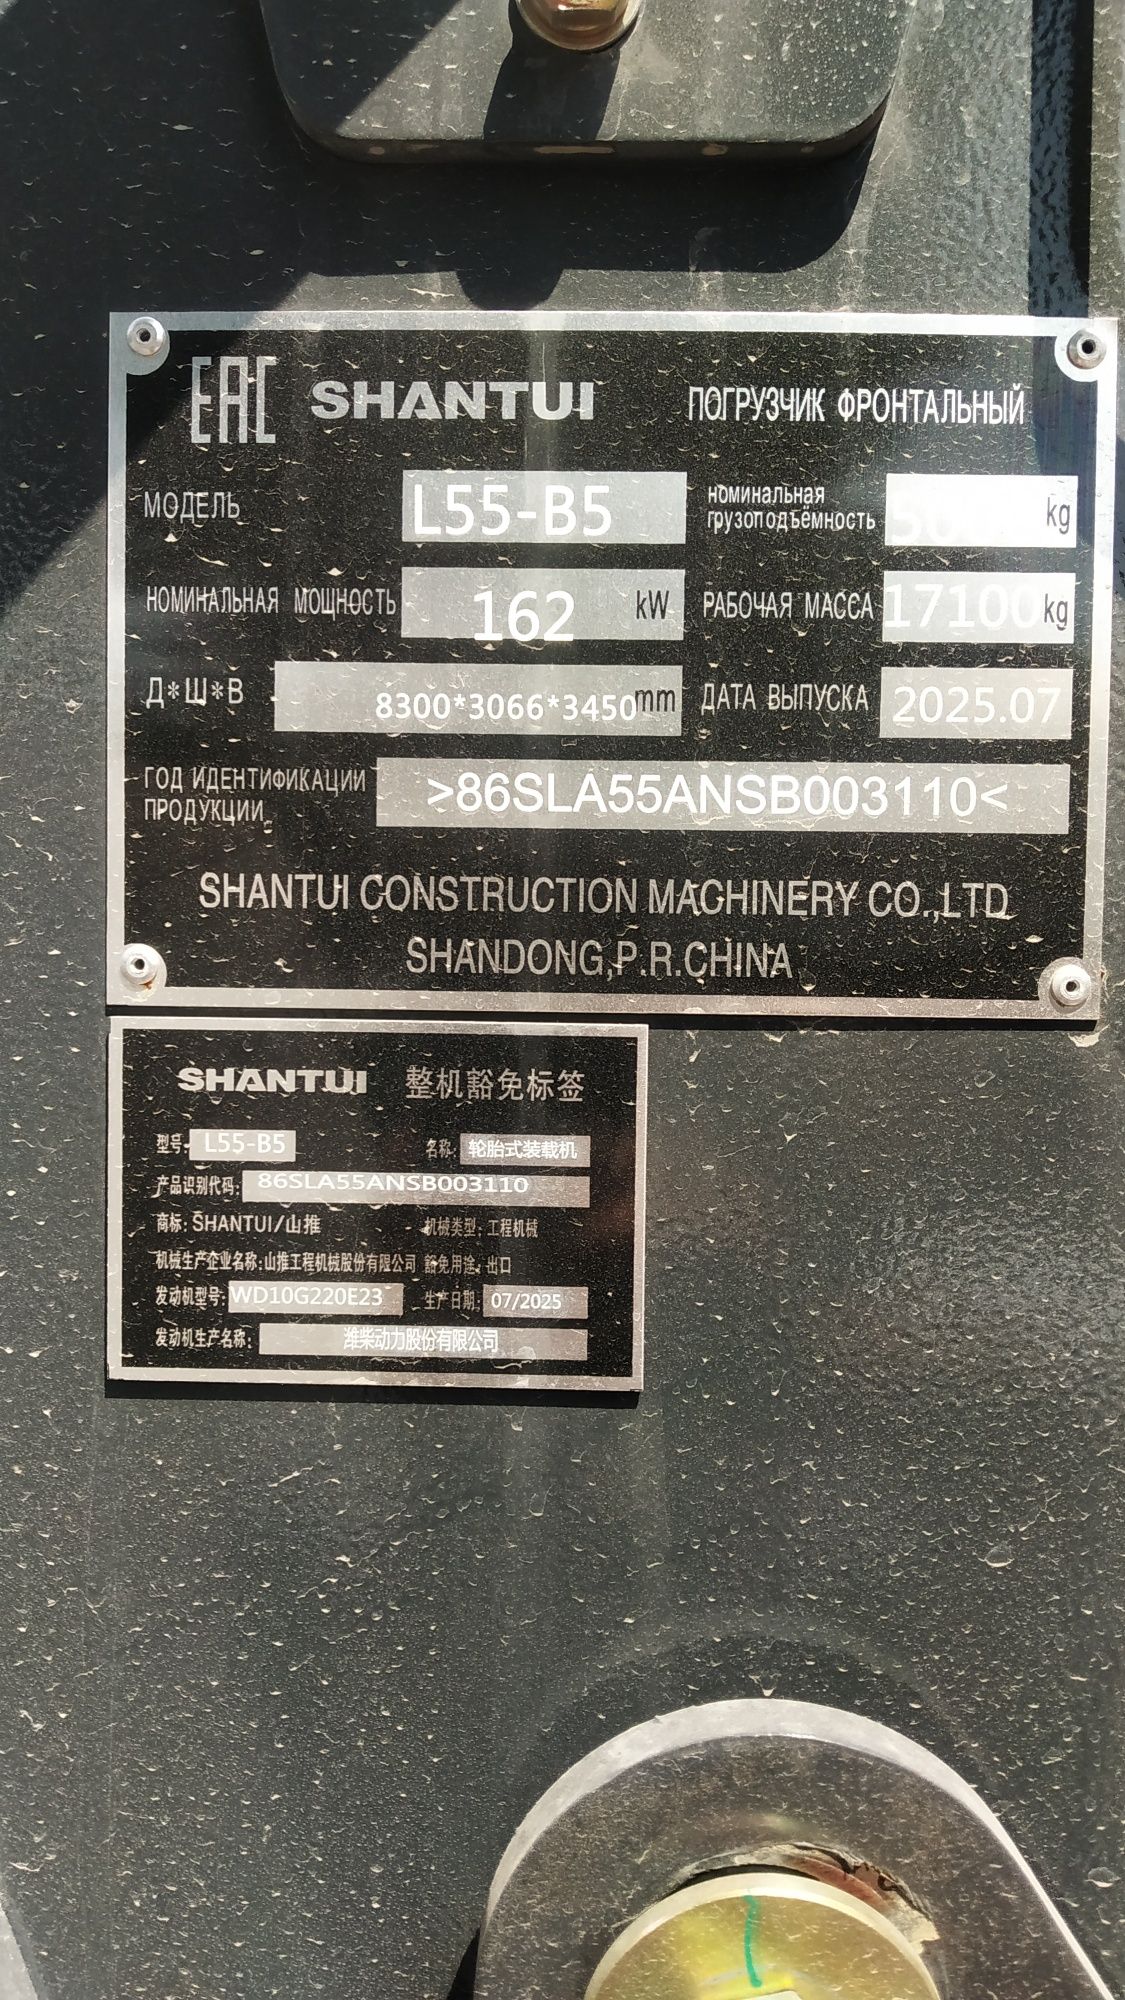 EAC SHANTUI ПОГРУЗЧИК ФРОНТАЛЬНЫЙ
МОДЕЛЬ L55-B5 номинальная грузоподъёмность kg
НОМИНАЛЬНАЯ МОЩНОСТЬ 162 kW РАБОЧАЯ МАССА 17100 kg
Д*Ш*В 8300*3066*3450 mm ДАТА ВЫПУСКА 2025.07
ГОД ИДЕНТИФИКАЦИИ ПРОДУКЦИИ >86SLA55ANSB003110<
SHANTUI CONSTRUCTION MACHINERY CO.,LTD
SHANDONG,P.R.CHINA
SHANTUI 整机豁免标签
型号: L55-B5 名称: 轮胎式装载机
产品识别代码: 86SLA55ANSB003110
商标: SHANTUI/山推 机械类型: 工程机械
机械生产企业名称:山推工程机械股份有限公司 豁免用途: 出口
发动机型号: WD10G220E23 生产日期: 07/2025
发动机生产名称: 潍柴动力股份有限公司